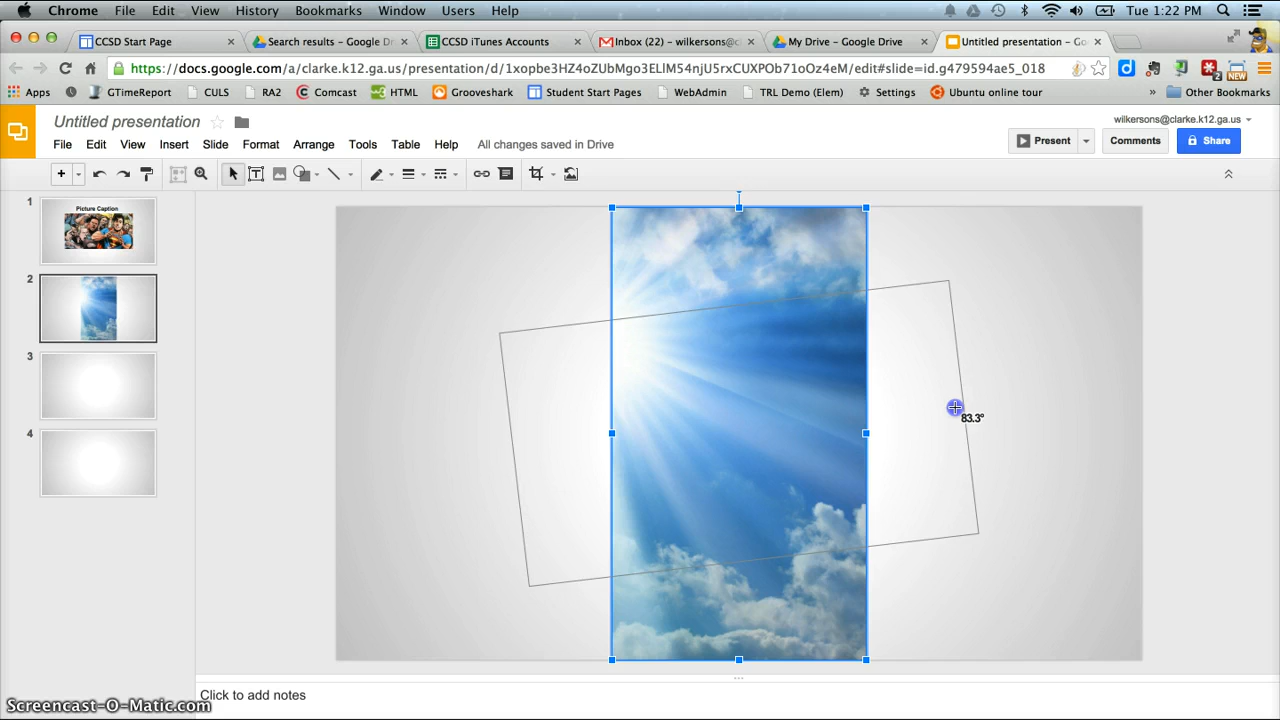 Chrome File Edit View History Bookmarks Window Users Help Tue 1:22 PM
CCSD Start Page Search results – Google Dr CCSD iTunes Accounts Inbox (22) – wilkersons@c My Drive – Google Drive Untitled presentation – Go
https://docs.google.com/a/clarke.k12.ga.us/presentation/d/1xopbe3HZ4oZUbMgo3ElIM54njU5rxCUXPOb71oOz4eM/edit#slide=id.g479594ae5_018
Apps GTimeReport CULS RA2 Comcast HTML Grooveshark Student Start Pages WebAdmin TRL Demo (Elem) Settings Ubuntu online tour » Other Bookmarks
2
NEW
Untitled presentation
wilkersons@clarke.k12.ga.us
File Edit View Insert Slide Format Arrange Tools Table Help All changes saved in Drive
Present Comments Share
1
Picture Caption
2
3
4
83.3°
Click to add notes
Screencast-O-Matic.com